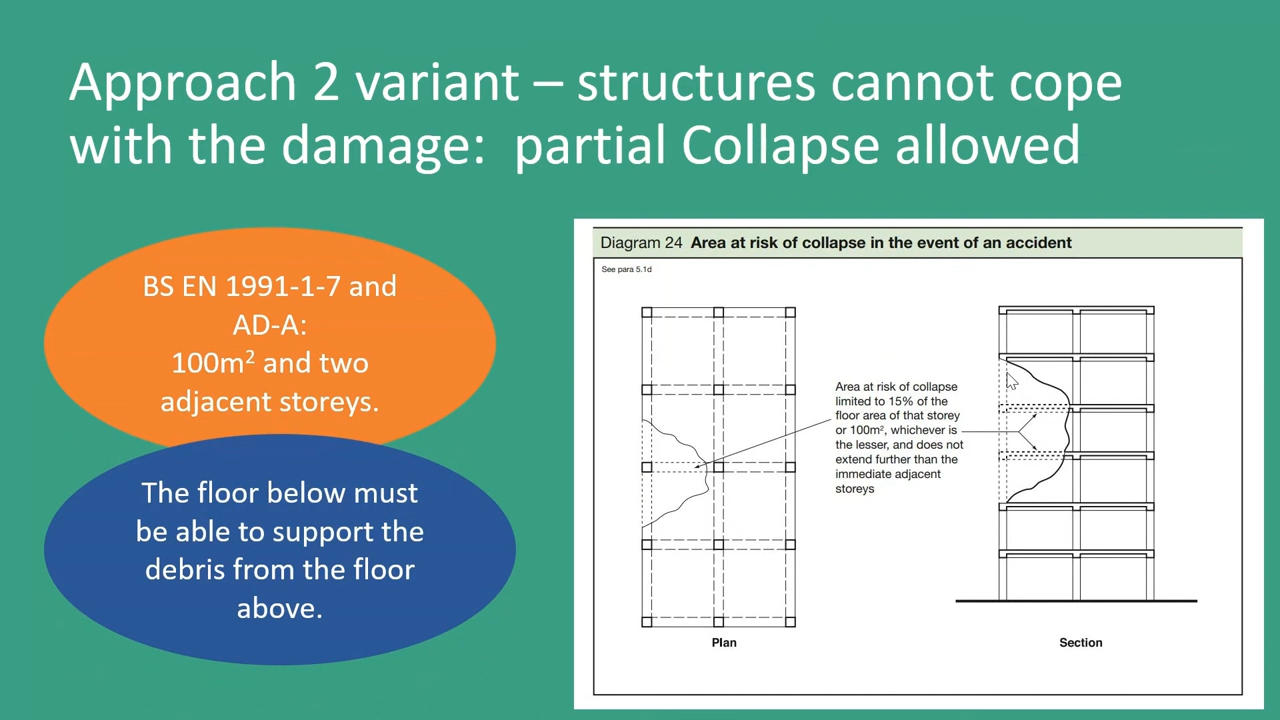 Approach 2 variant – structures cannot cope
with the damage:  partial Collapse allowed
BS EN 1991-1-7 and
AD-A:
100m² and two
adjacent storeys.
The floor below must
be able to support the
debris from the floor
above.
Diagram 24 Area at risk of collapse in the event of an accident
See para 5.1d
Area at risk of collapse
limited to 15% of the
floor area of that storey
or 100m², whichever is
the lesser, and does not
extend further than the
immediate adjacent
storeys
Plan
Section